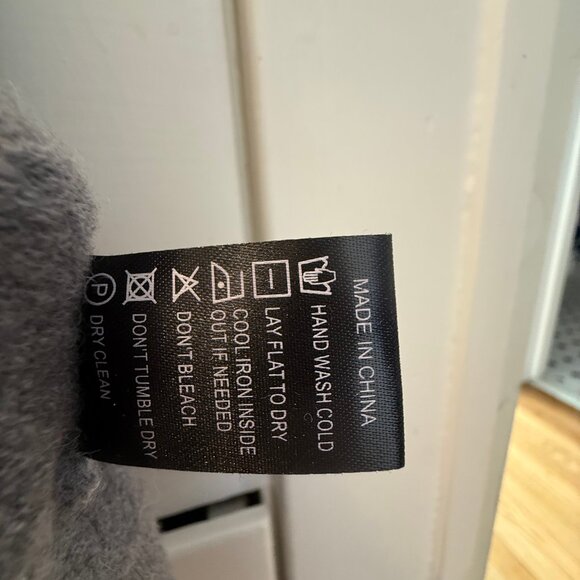 MADE IN CHINA
HAND WASH COLD
LAY FLAT TO DRY
COOL IRON INSIDE
OUT IF NEEDED
DON'T BLEACH
DON'T TUMBLE DRY
P DRY CLEAN